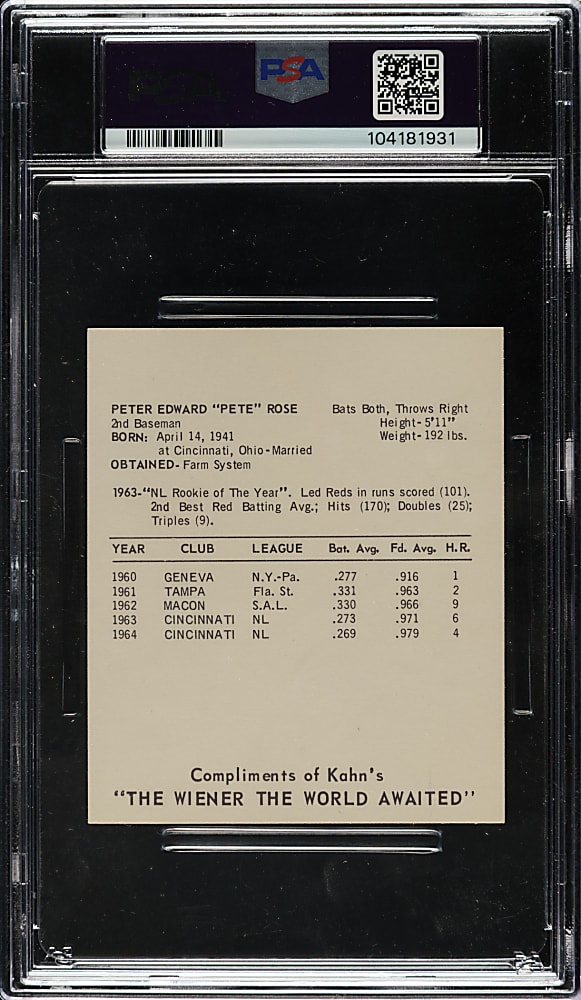 PSA
104181931
PETER EDWARD "PETE" ROSE Bats Both, Throws Right
2nd Baseman Height-5'11"
BORN: April 14, 1941 Weight-192 lbs.
at Cincinnati, Ohio-Married
OBTAINED- Farm System
1963-"NL Rookie of The Year". Led Reds in runs scored (101).
2nd Best Red Batting Avg.; Hits (170); Doubles (25);
Triples (9).
YEAR CLUB LEAGUE Bat. Avg. Fd. Avg. H.R.
1960 GENEVA N.Y.-Pa. .277 .916 1
1961 TAMPA Fla. St. .331 .963 2
1962 MACON S.A.L. .330 .966 9
1963 CINCINNATI NL .273 .971 6
1964 CINCINNATI NL .269 .979 4
Compliments of Kahn's
"THE WIENER THE WORLD AWAITED"